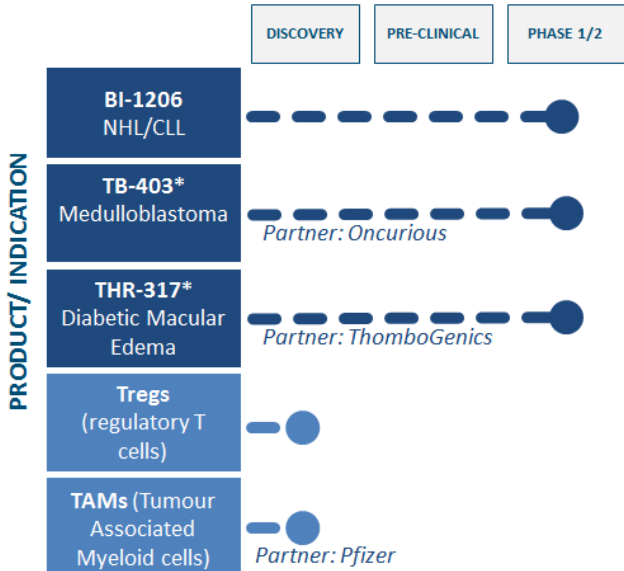 DISCOVERY
PRE-CLINICAL
PHASE 1/2
PRODUCT/ INDICATION
BI-1206
NHL/CLL
TB-403*
Medulloblastoma
Partner: Oncurious
THR-317*
Diabetic Macular
Edema
Partner: ThomboGenics
Tregs
(regulatory T
cells)
TAMs (Tumour
Associated
Myeloid cells)
Partner: Pfizer